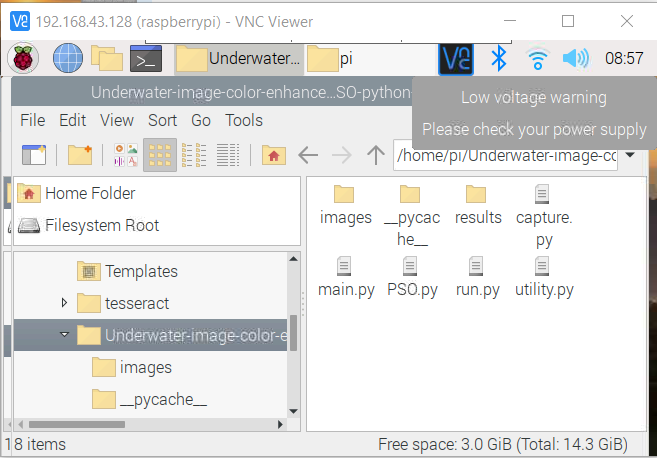 192.168.43.128 (raspberrypi) - VNC Viewer
Underwater...
pi
08:57
Underwater-image-color-enhance...SO-python-
Low voltage warning
Please check your power supply
File Edit View Sort Go Tools
/home/pi/Underwater-image-co
Home Folder
Filesystem Root
Templates
tesseract
Underwater-image-color-e
images
__pycache__
images
__pycac
he__
results
capture.
py
main.py
PSO.py
run.py
utility.py
18 items
Free space: 3.0 GiB (Total: 14.3 GiB)